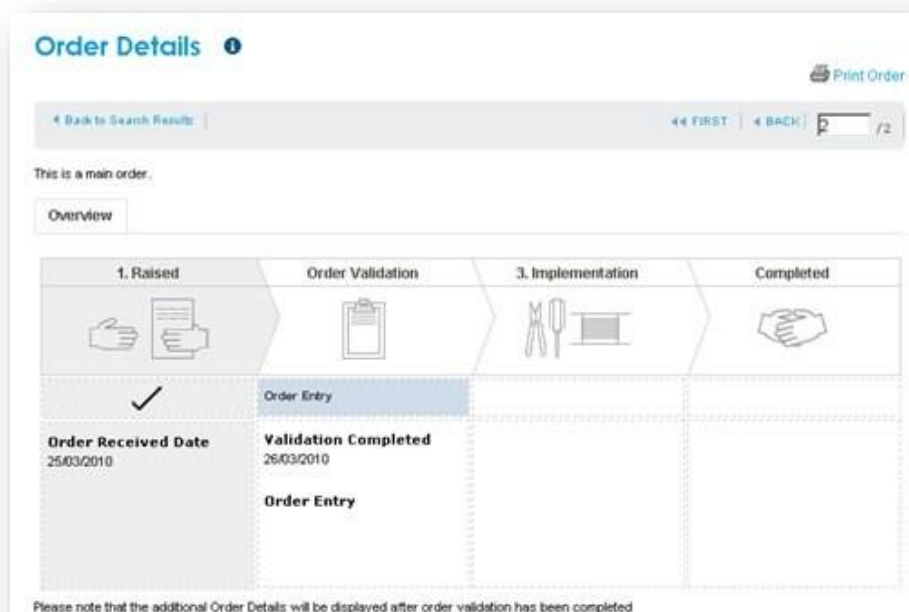 Order Details
Print Order
Back to Search Results
FIRST | BACK | 2 /2
This is a main order.
Overview
1. Raised
Order Validation
3. Implementation
Completed
Order Entry
Order Received Date
25/03/2010
Validation Completed
26/03/2010
Order Entry
Please note that the additional Order Details will be displayed after order validation has been completed